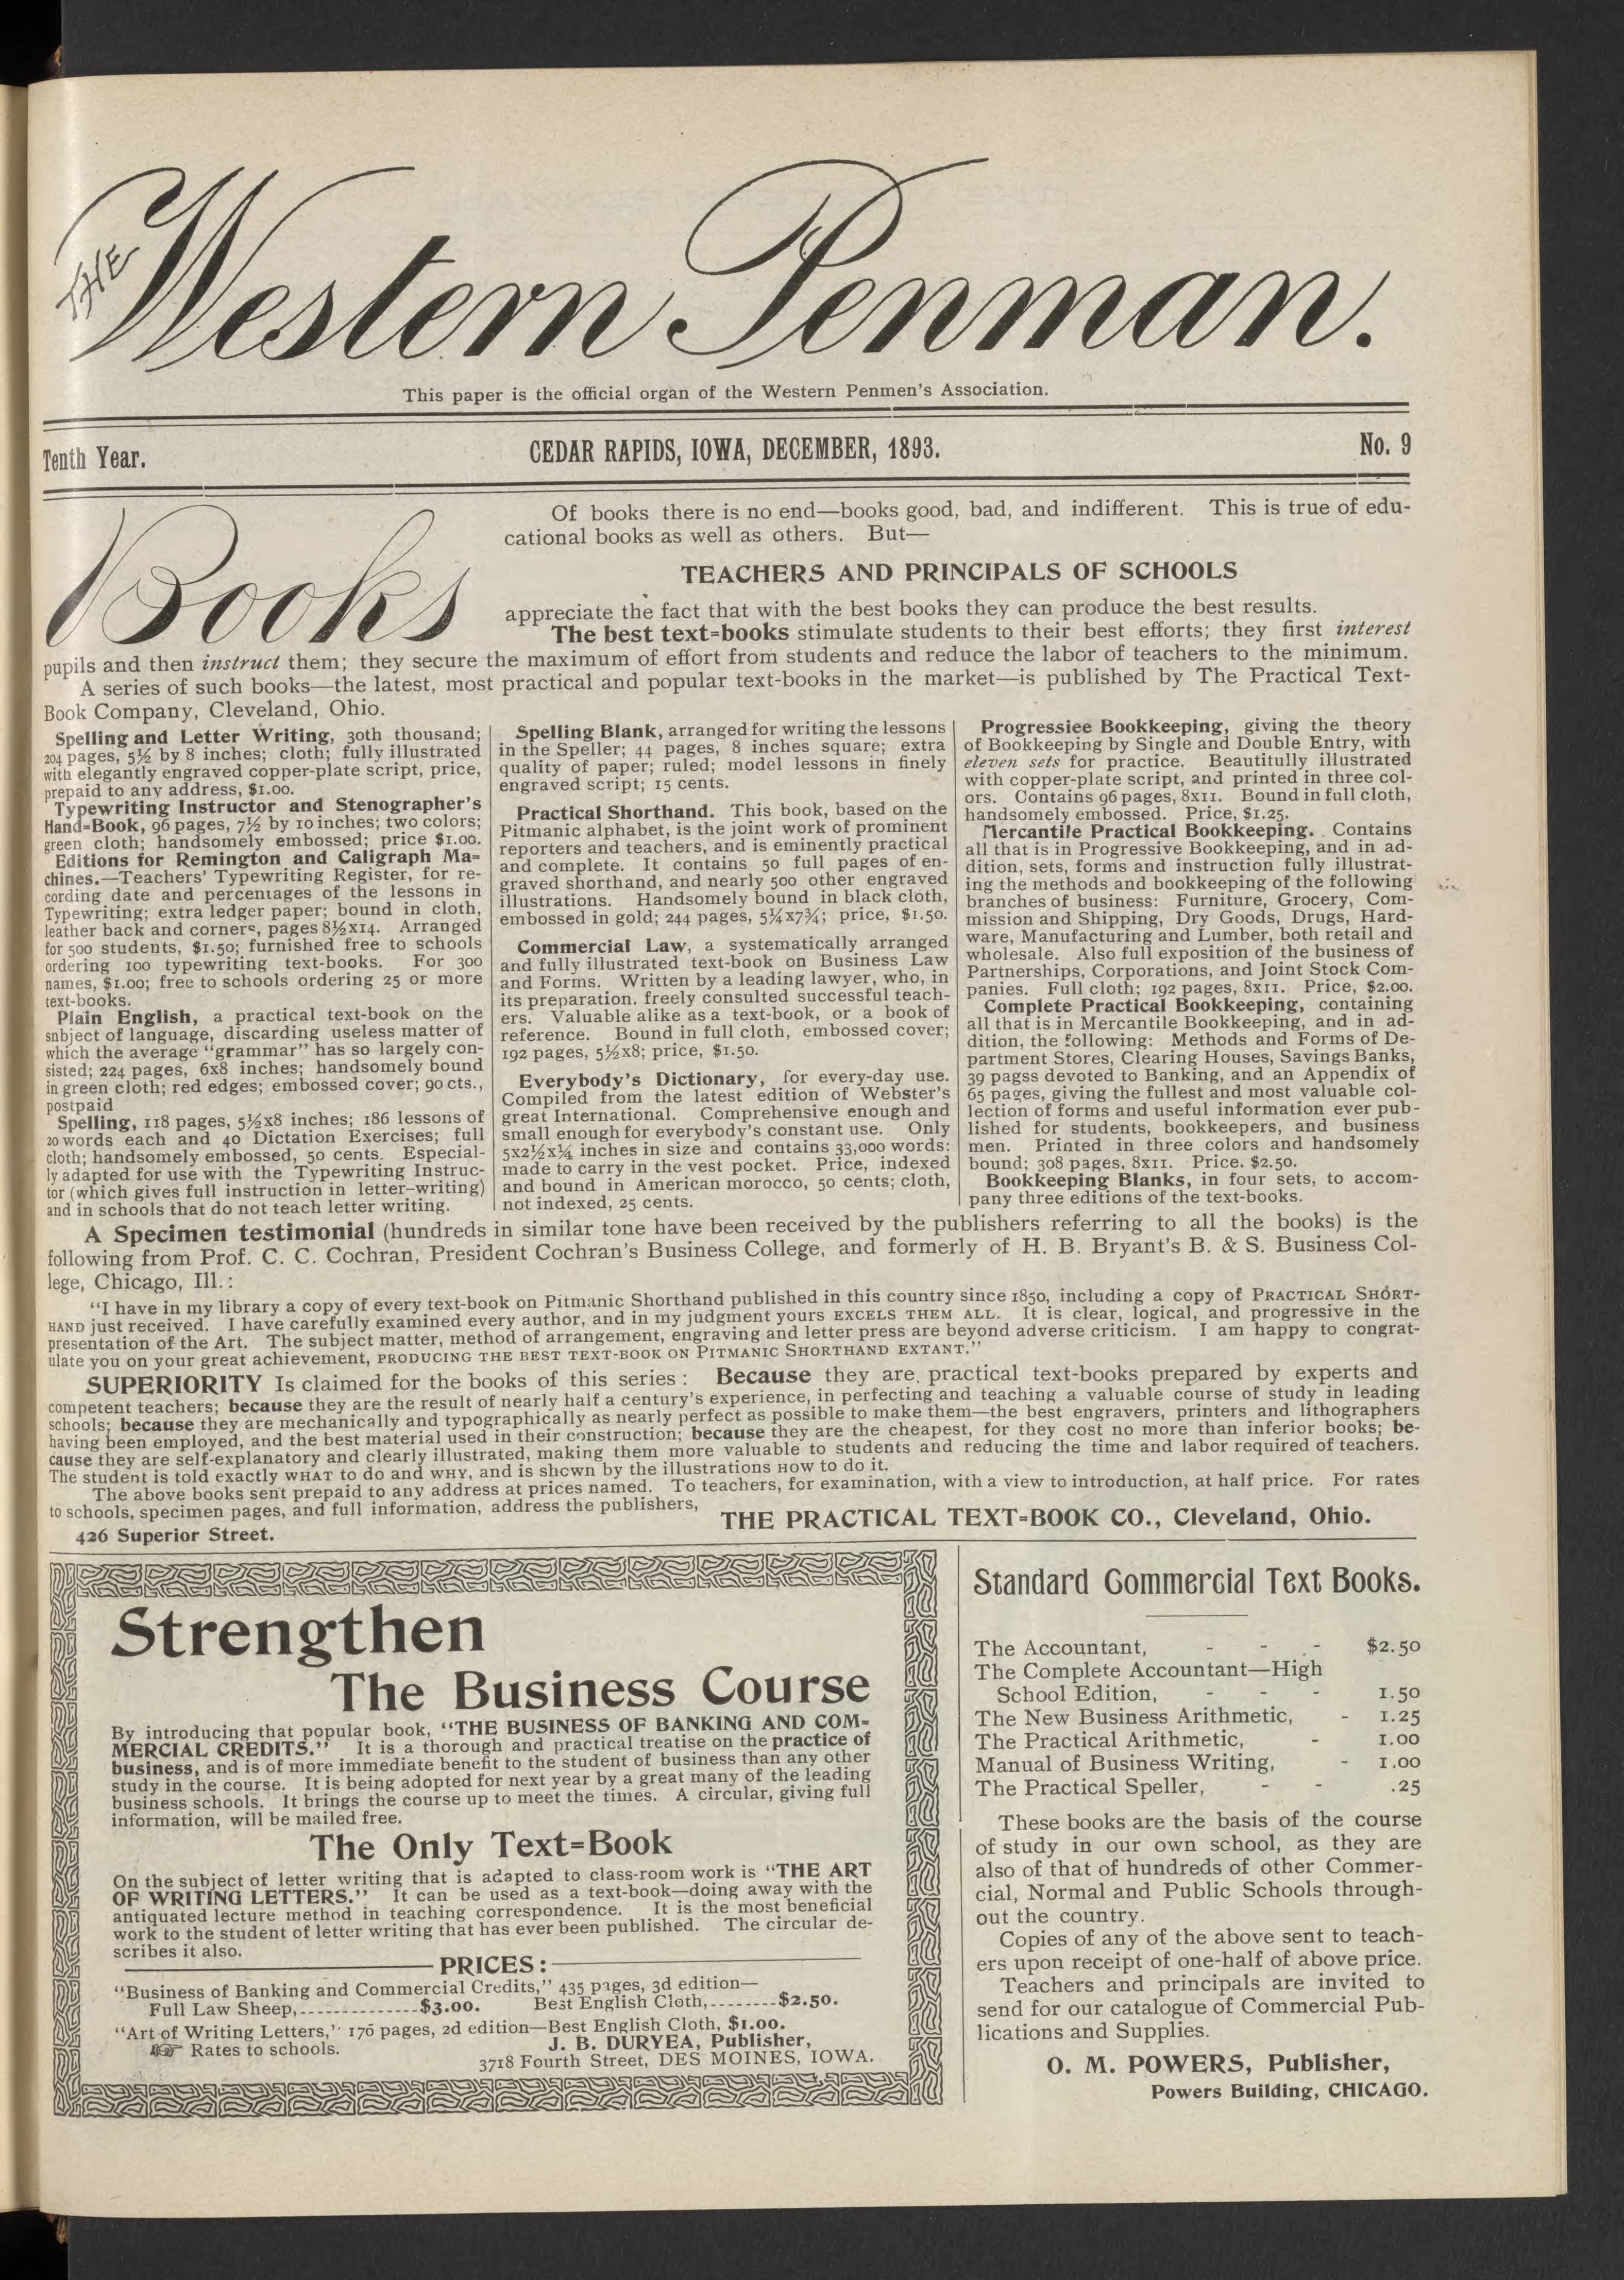 THE Western Penman.
This paper is the official organ of the Western Penmen's Association.
Tenth Year. CEDAR RAPIDS, IOWA, DECEMBER, 1893. No. 9
Books
Of books there is no end—books good, bad, and indifferent. This is true of edu-
cational books as well as others. But—
TEACHERS AND PRINCIPALS OF SCHOOLS
appreciate the fact that with the best books they can produce the best results.
The best text=books stimulate students to their best efforts; they first interest
pupils and then instruct them; they secure the maximum of effort from students and reduce the labor of teachers to the minimum.
A series of such books—the latest, most practical and popular text-books in the market—is published by The Practical Text-
Book Company, Cleveland, Ohio.
Spelling and Letter Writing, 30th thousand;
204 pages, 5½ by 8 inches; cloth; fully illustrated
with elegantly engraved copper-plate script, price,
prepaid to any address, $1.00.
Typewriting Instructor and Stenographer's
Hand=Book, 96 pages, 7½ by 10 inches; two colors;
green cloth; handsomely embossed; price $1.00.
Editions for Remington and Caligraph Ma=
chines.—Teachers' Typewriting Register, for re-
cording date and percentages of the lessons in
Typewriting; extra ledger paper; bound in cloth,
leather back and corners, pages 8½x14. Arranged
for 500 students, $1.50; furnished free to schools
ordering 100 typewriting text-books. For 300
names, $1.00; free to schools ordering 25 or more
text-books.
Plain English, a practical text-book on the
snbject of language, discarding useless matter of
which the average "grammar" has so largely con-
sisted; 224 pages, 6x8 inches; handsomely bound
in green cloth; red edges; embossed cover; 90 cts.,
postpaid
Spelling, 118 pages, 5½x8 inches; 186 lessons of
20 words each and 40 Dictation Exercises; full
cloth; handsomely embossed, 50 cents. Especial-
ly adapted for use with the Typewriting Instruc-
tor (which gives full instruction in letter-writing)
and in schools that do not teach letter writing.
Spelling Blank, arranged for writing the lessons
in the Speller; 44 pages, 8 inches square; extra
quality of paper; ruled; model lessons in finely
engraved script; 15 cents.
Practical Shorthand. This book, based on the
Pitmanic alphabet, is the joint work of prominent
reporters and teachers, and is eminently practical
and complete. It contains 50 full pages of en-
graved shorthand, and nearly 500 other engraved
illustrations. Handsomely bound in black cloth,
embossed in gold; 244 pages, 5¼x7¾; price, $1.50.
Commercial Law, a systematically arranged
and fully illustrated text-book on Business Law
and Forms. Written by a leading lawyer, who, in
its preparation. freely consulted successful teach-
ers. Valuable alike as a text-book, or a book of
reference. Bound in full cloth, embossed cover;
192 pages, 5½x8; price, $1.50.
Everybody's Dictionary, for every-day use.
Compiled from the latest edition of Webster's
great International. Comprehensive enough and
small enough for everybody's constant use. Only
5x2½x¼ inches in size and contains 33,000 words:
made to carry in the vest pocket. Price, indexed
and bound in American morocco, 50 cents; cloth,
not indexed, 25 cents.
Progressiee Bookkeeping, giving the theory
of Bookkeeping by Single and Double Entry, with
eleven sets for practice. Beautitully illustrated
with copper-plate script, and printed in three col-
ors. Contains 96 pages, 8x11. Bound in full cloth,
handsomely embossed. Price, $1.25.
Mercantile Practical Bookkeeping. Contains
all that is in Progressive Bookkeeping, and in ad-
dition, sets, forms and instruction fully illustrat-
ing the methods and bookkeeping of the following
branches of business: Furniture, Grocery, Com-
mission and Shipping, Dry Goods, Drugs, Hard-
ware, Manufacturing and Lumber, both retail and
wholesale. Also full exposition of the business of
Partnerships, Corporations, and Joint Stock Com-
panies. Full cloth; 192 pages, 8x11. Price, $2.00.
Complete Practical Bookkeeping, containing
all that is in Mercantile Bookkeeping, and in ad-
dition, the following: Methods and Forms of De-
partment Stores, Clearing Houses, Savings Banks,
39 pagss devoted to Banking, and an Appendix of
65 pages, giving the fullest and most valuable col-
lection of forms and useful information ever pub-
lished for students, bookkeepers, and business
men. Printed in three colors and handsomely
bound; 308 pages, 8x11. Price. $2.50.
Bookkeeping Blanks, in four sets, to accom-
pany three editions of the text-books.
A Specimen testimonial (hundreds in similar tone have been received by the publishers referring to all the books) is the
following from Prof. C. C. Cochran, President Cochran's Business College, and formerly of H. B. Bryant's B. & S. Business Col-
lege, Chicago, Ill.:
"I have in my library a copy of every text-book on Pitmanic Shorthand published in this country since 1850, including a copy of PRACTICAL SHORT-
HAND just received. I have carefully examined every author, and in my judgment yours EXCELS THEM ALL. It is clear, logical, and progressive in the
presentation of the Art. The subject matter, method of arrangement, engraving and letter press are beyond adverse criticism. I am happy to congrat-
ulate you on your great achievement, PRODUCING THE BEST TEXT-BOOK ON PITMANIC SHORTHAND EXTANT."
SUPERIORITY Is claimed for the books of this series: Because they are, practical text-books prepared by experts and
competent teachers; because they are the result of nearly half a century's experience, in perfecting and teaching a valuable course of study in leading
schools; because they are mechanically and typographically as nearly perfect as possible to make them—the best engravers, printers and lithographers
having been employed, and the best material used in their construction; because they are the cheapest, for they cost no more than inferior books; be-
cause they are self-explanatory and clearly illustrated, making them more valuable to students and reducing the time and labor required of teachers.
The student is told exactly WHAT to do and WHY, and is shewn by the illustrations HOW to do it.
The above books sent prepaid to any address at prices named. To teachers, for examination, with a view to introduction, at half price. For rates
to schools, specimen pages, and full information, address the publishers,
THE PRACTICAL TEXT=BOOK CO., Cleveland, Ohio.
426 Superior Street.
Strengthen
The Business Course
By introducing that popular book, "THE BUSINESS OF BANKING AND COM=
MERCIAL CREDITS." It is a thorough and practical treatise on the practice of
business, and is of more immediate benefit to the student of business than any other
study in the course. It is being adopted for next year by a great many of the leading
business schools. It brings the course up to meet the times. A circular, giving full
information, will be mailed free.
The Only Text=Book
On the subject of letter writing that is adapted to class-room work is "THE ART
OF WRITING LETTERS." It can be used as a text-book—doing away with the
antiquated lecture method in teaching correspondence. It is the most beneficial
work to the student of letter writing that has ever been published. The circular de-
scribes it also.
PRICES:
"Business of Banking and Commercial Credits," 435 pages, 3d edition—
Full Law Sheep,--------------$3.00. Best English Cloth,--------$2.50.
"Art of Writing Letters," 176 pages, 2d edition—Best English Cloth, $1.00.
☞ Rates to schools. J. B. DURYEA, Publisher,
3718 Fourth Street, DES MOINES, IOWA.
Standard Commercial Text Books.
The Accountant, - - - $2.50
The Complete Accountant—High
School Edition, - - - 1.50
The New Business Arithmetic, - 1.25
The Practical Arithmetic, - 1.00
Manual of Business Writing, - 1.00
The Practical Speller, - - .25
These books are the basis of the course
of study in our own school, as they are
also of that of hundreds of other Commer-
cial, Normal and Public Schools through-
out the country.
Copies of any of the above sent to teach-
ers upon receipt of one-half of above price.
Teachers and principals are invited to
send for our catalogue of Commercial Pub-
lications and Supplies.
O. M. POWERS, Publisher,
Powers Building, CHICAGO.